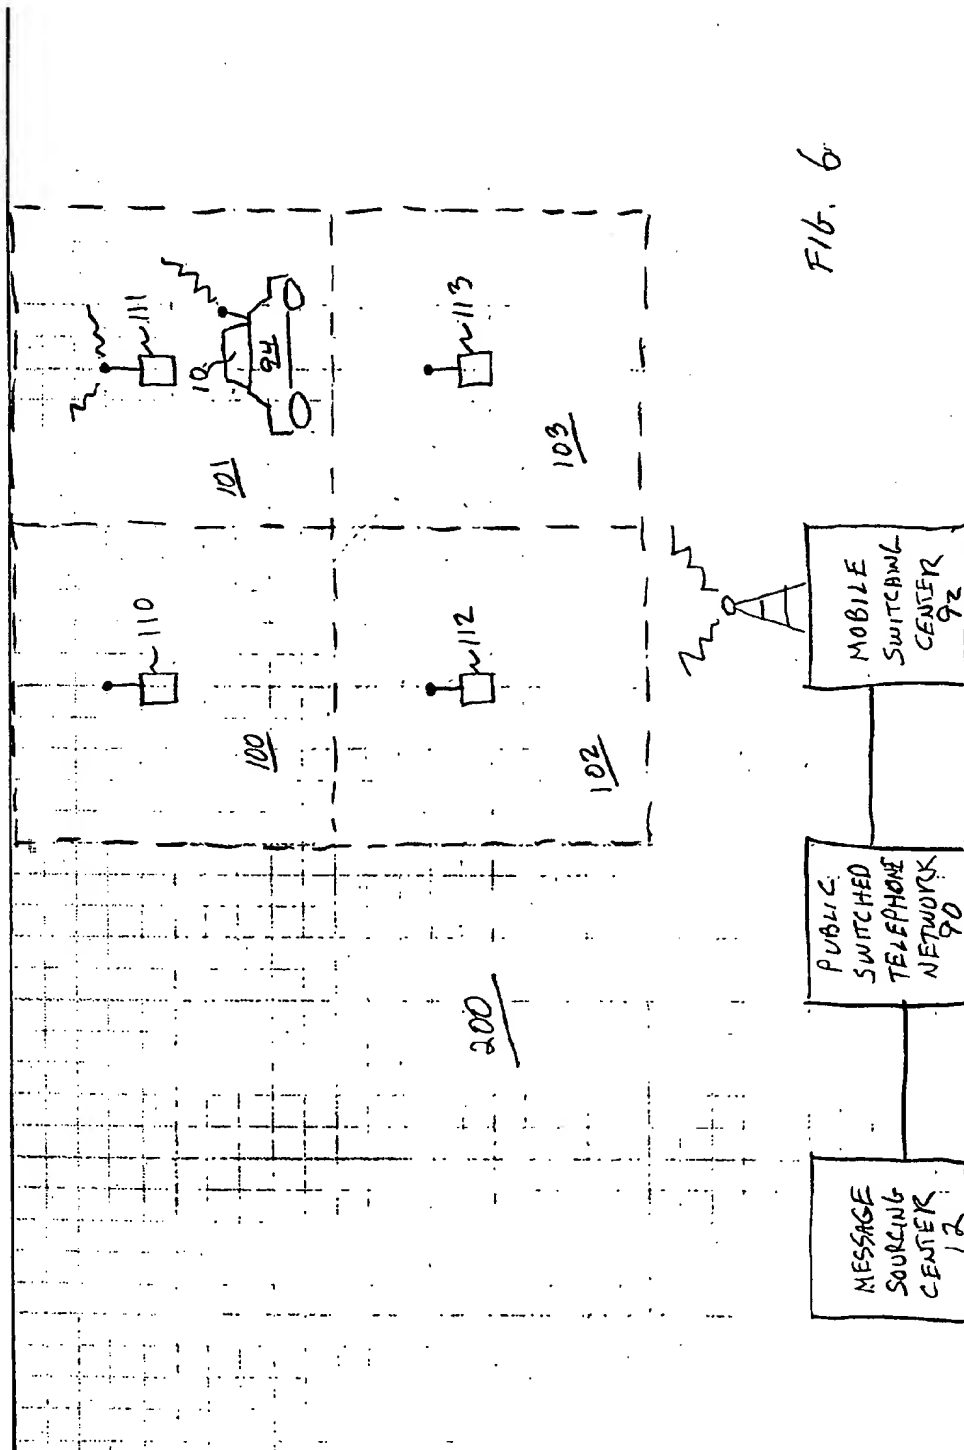 110
111
10
94
100
101
112
113
102
103
200
MESSAGE
SOURCING
CENTER
12
PUBLIC
SWITCHED
TELEPHONE
NETWORK
90
MOBILE
SWITCHING
CENTER
92
FIG. 6